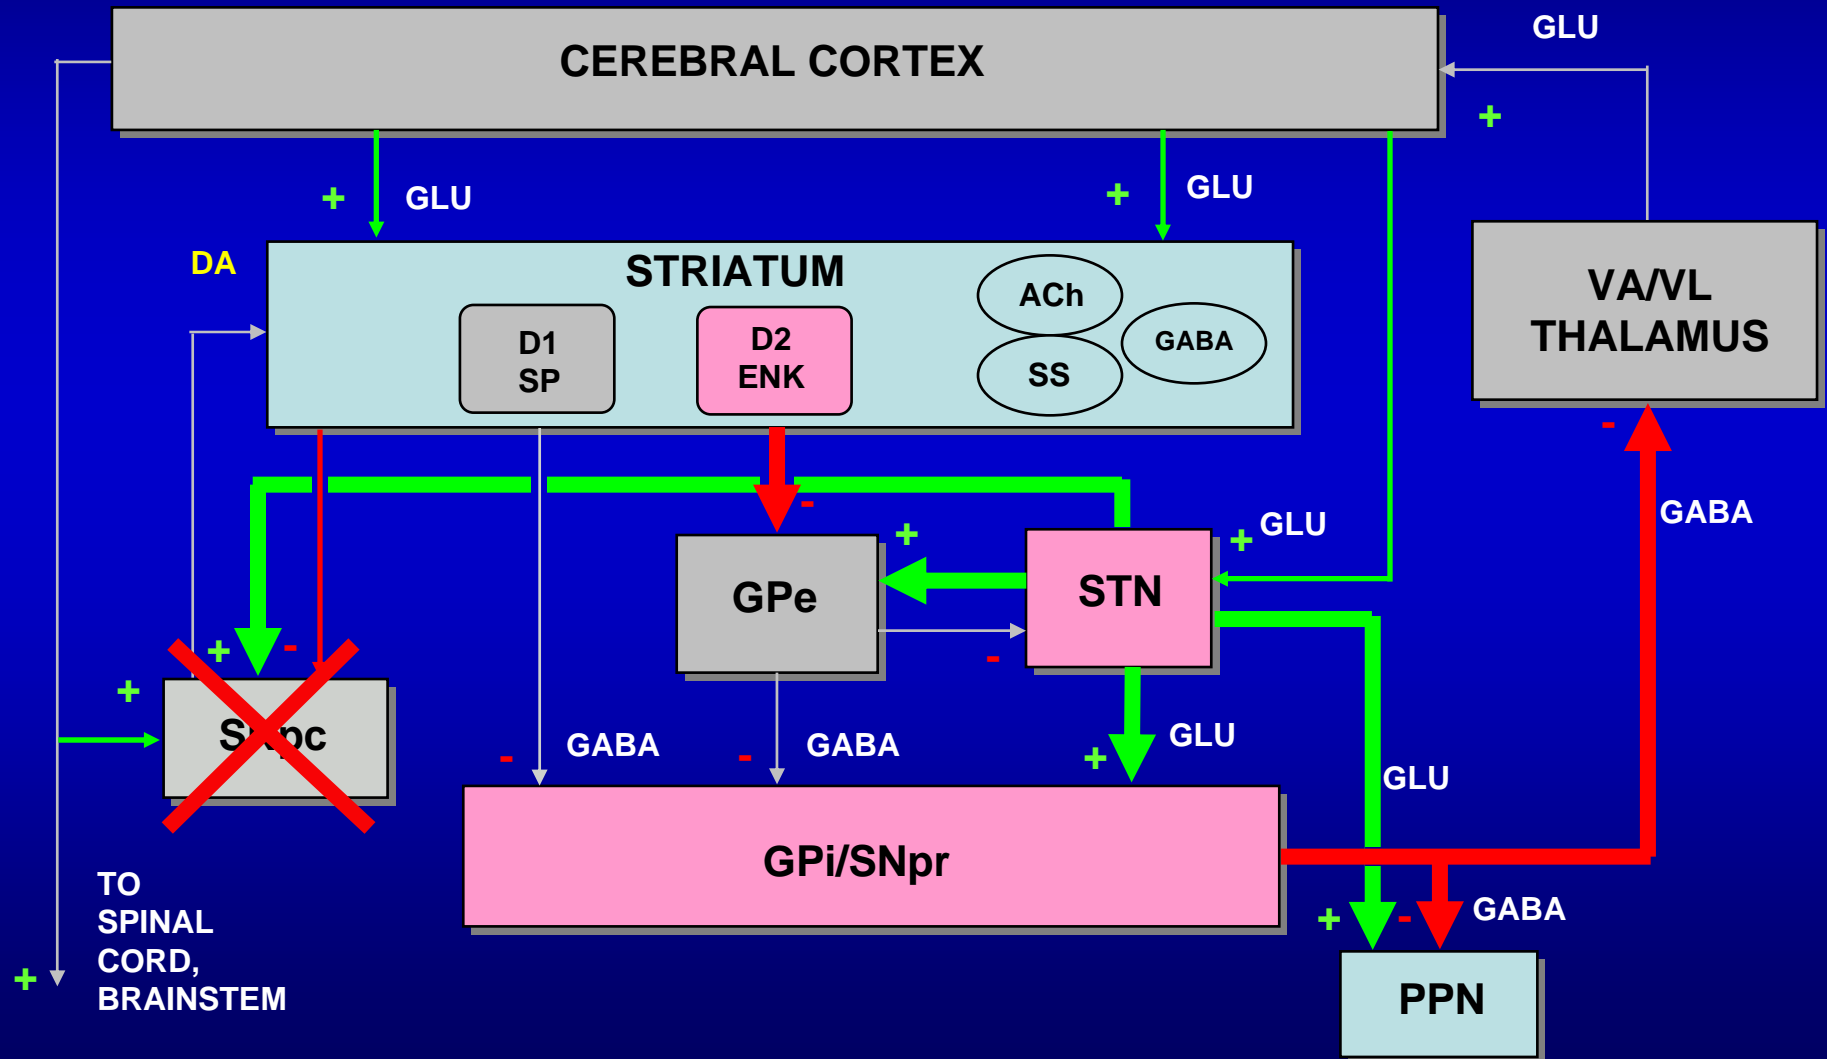 GLU
CEREBRAL CORTEX
+
+
GLU
+
GLU
DA
STRIATUM
D1
SP
D2
ENK
ACh
SS
GABA
VA/VL
THALAMUS
-
GABA
-
+
+
GLU
GPe
STN
-
+
-
+
SNpc
-
GABA
-
GABA
+
GLU
GLU
GPi/SNpr
TO
SPINAL
CORD,
BRAINSTEM
+
+
-
GABA
PPN